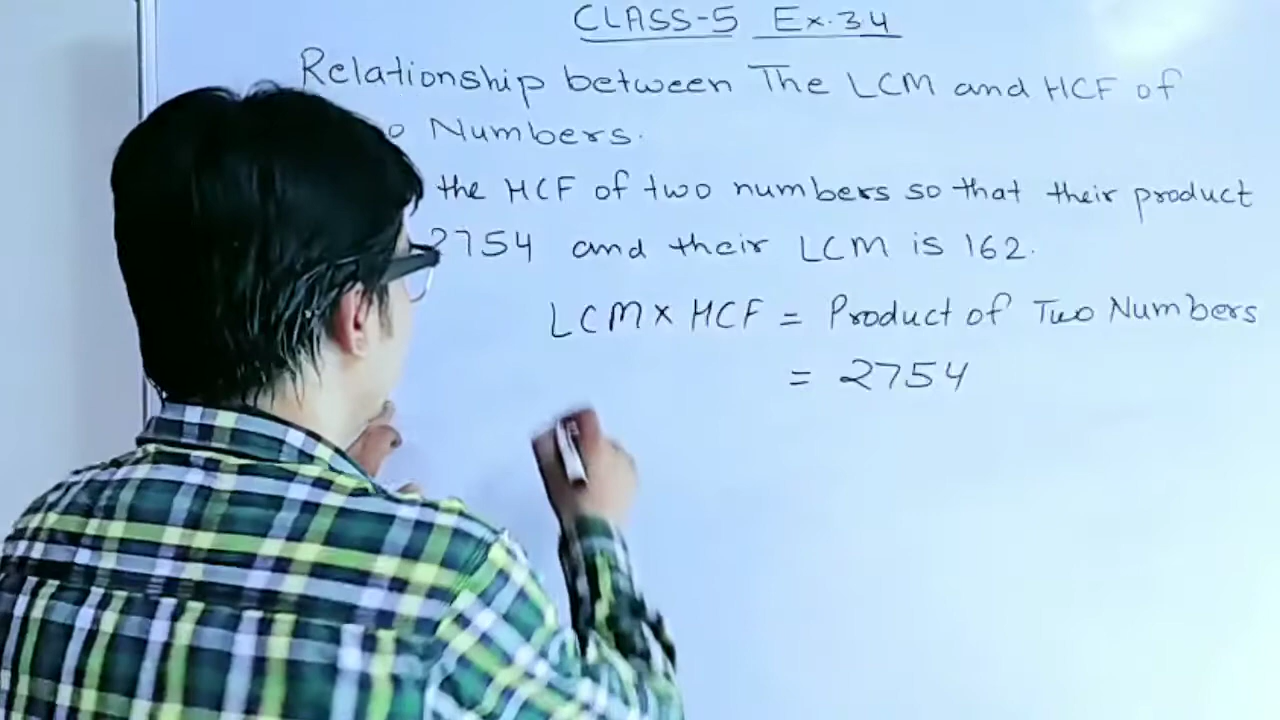 CLASS-5 Ex. 34
Relationship between The LCM and HCF of
Numbers.
the HCF of two numbers so that their product
2754 and their LCM is 162.
LCM x HCF = Product of Two Numbers
= 2754